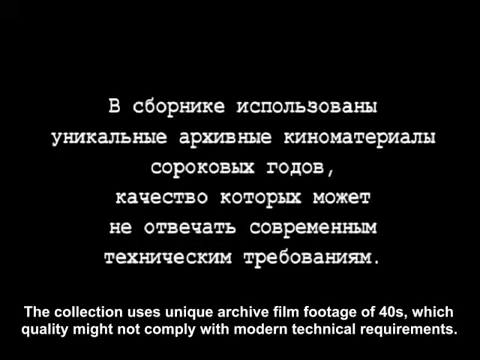 В сборнике использованы
уникальные архивные киноматериалы
сороковых годов,
качество которых может
не отвечать современным
техническим требованиям.
The collection uses unique archive film footage of 40s, which
quality might not comply with modern technical requirements.